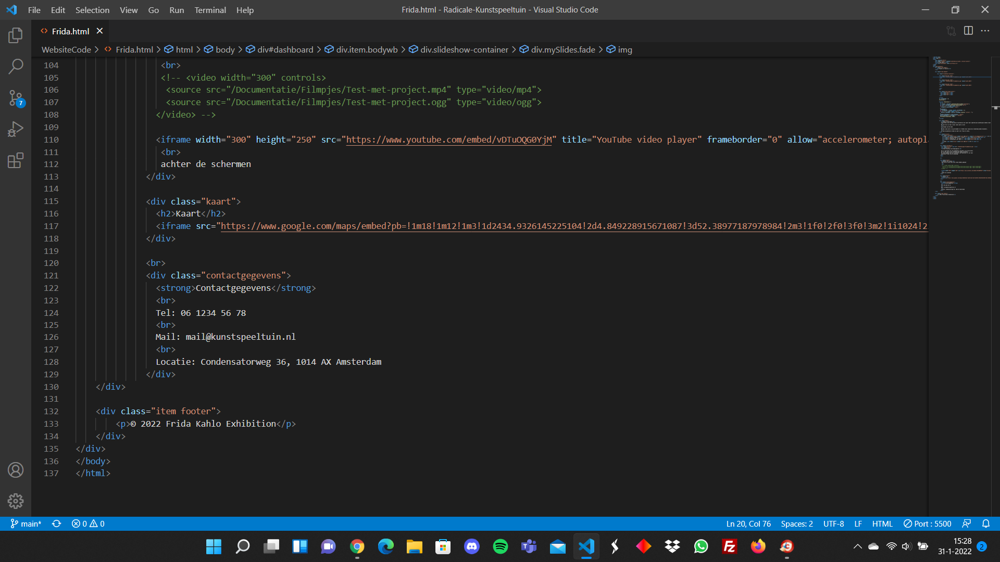 File Edit Selection View Go Run Terminal Help
Frida.html - Radicale-Kunstspeeltuin - Visual Studio Code
Frida.html
WebsiteCode > Frida.html > html > body > div#dashboard > div.item.bodywb > div.slideshow-container > div.mySlides.fade > img
104 <br>
105 <!-- <video width="300" controls>
106 <source src="/Documentatie/Filmpjes/Test-met-project.mp4" type="video/mp4">
107 <source src="/Documentatie/Filmpjes/Test-met-project.ogg" type="video/ogg">
108 </video> -->
109
110 <iframe width="300" height="250" src="https://www.youtube.com/embed/vDTuOQG0YjM" title="YouTube video player" frameborder="0" allow="accelerometer; autopla
111 <br>
112 achter de schermen
113 </div>
114
115 <div class="kaart">
116 <h2>Kaart</h2>
117 <iframe src="https://www.google.com/maps/embed?pb=!1m18!1m12!1m3!1d2434.9326145225104!2d4.849228915671087!3d52.38977187978984!2m3!1f0!2f0!3f0!3m2!1i1024!2
118 </div>
119
120 <br>
121 <div class="contactgegevens">
122 <strong>Contactgegevens</strong>
123 <br>
124 Tel: 06 1234 56 78
125 <br>
126 Mail: mail@kunstspeeltuin.nl
127 <br>
128 Locatie: Condensatorweg 36, 1014 AX Amsterdam
129 </div>
130 </div>
131
132 <div class="item footer">
133 <p>© 2022 Frida Kahlo Exhibition</p>
134 </div>
135 </div>
136 </body>
137 </html>
7
main* 0 0
Ln 20, Col 76 Spaces: 2 UTF-8 LF HTML Port : 5500
15:28
31-1-2022
2